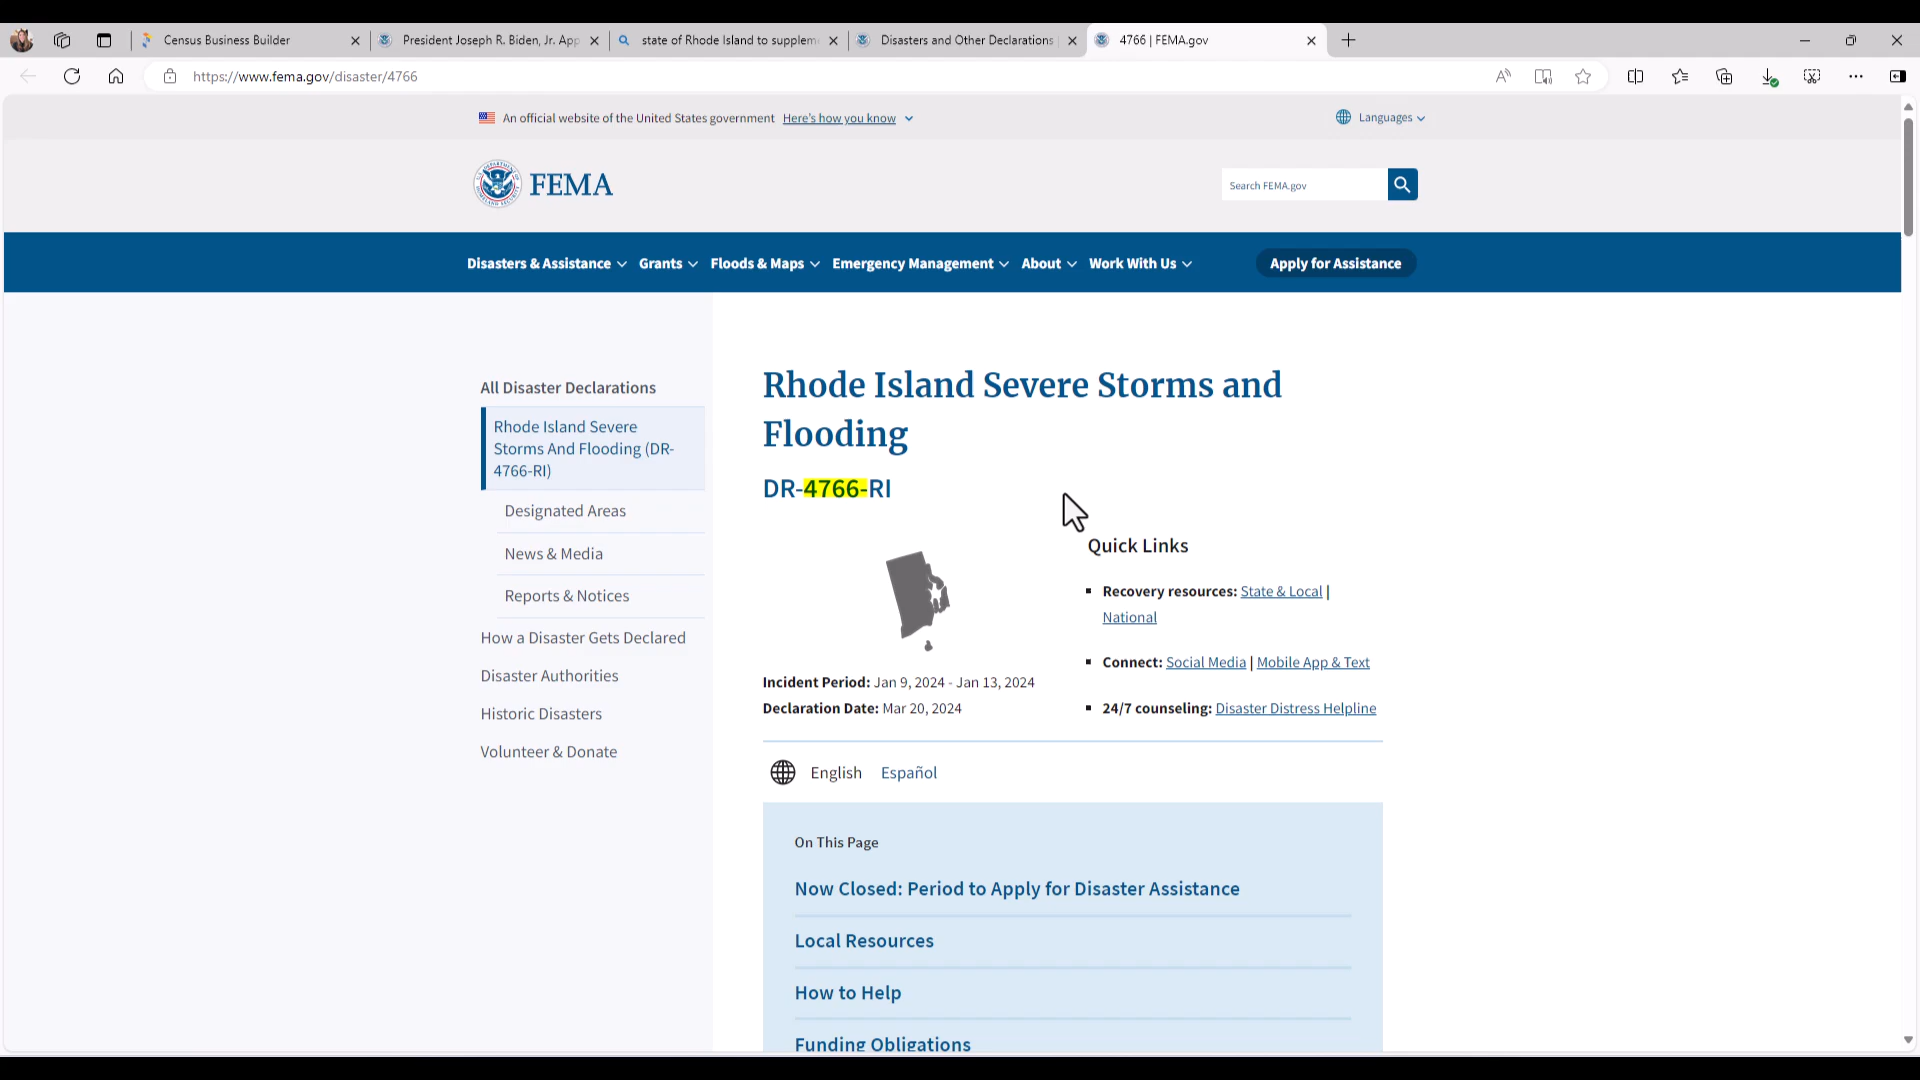 Census Business Builder
President Joseph R. Biden, Jr. App
state of Rhode Island to supplem
Disasters and Other Declarations
4766 | FEMA.gov
https://www.fema.gov/disaster/4766
An official website of the United States government Here's how you know
Languages
FEMA
Search FEMA.gov
Disasters & Assistance Grants Floods & Maps Emergency Management About Work With Us Apply for Assistance
All Disaster Declarations
Rhode Island Severe
Storms And Flooding (DR-
4766-RI)
Designated Areas
News & Media
Reports & Notices
How a Disaster Gets Declared
Disaster Authorities
Historic Disasters
Volunteer & Donate
Rhode Island Severe Storms and
Flooding
DR-4766-RI
Incident Period: Jan 9, 2024 - Jan 13, 2024
Declaration Date: Mar 20, 2024
Quick Links
Recovery resources: State & Local |
National
Connect: Social Media | Mobile App & Text
24/7 counseling: Disaster Distress Helpline
English Español
On This Page
Now Closed: Period to Apply for Disaster Assistance
Local Resources
How to Help
Funding Obligations